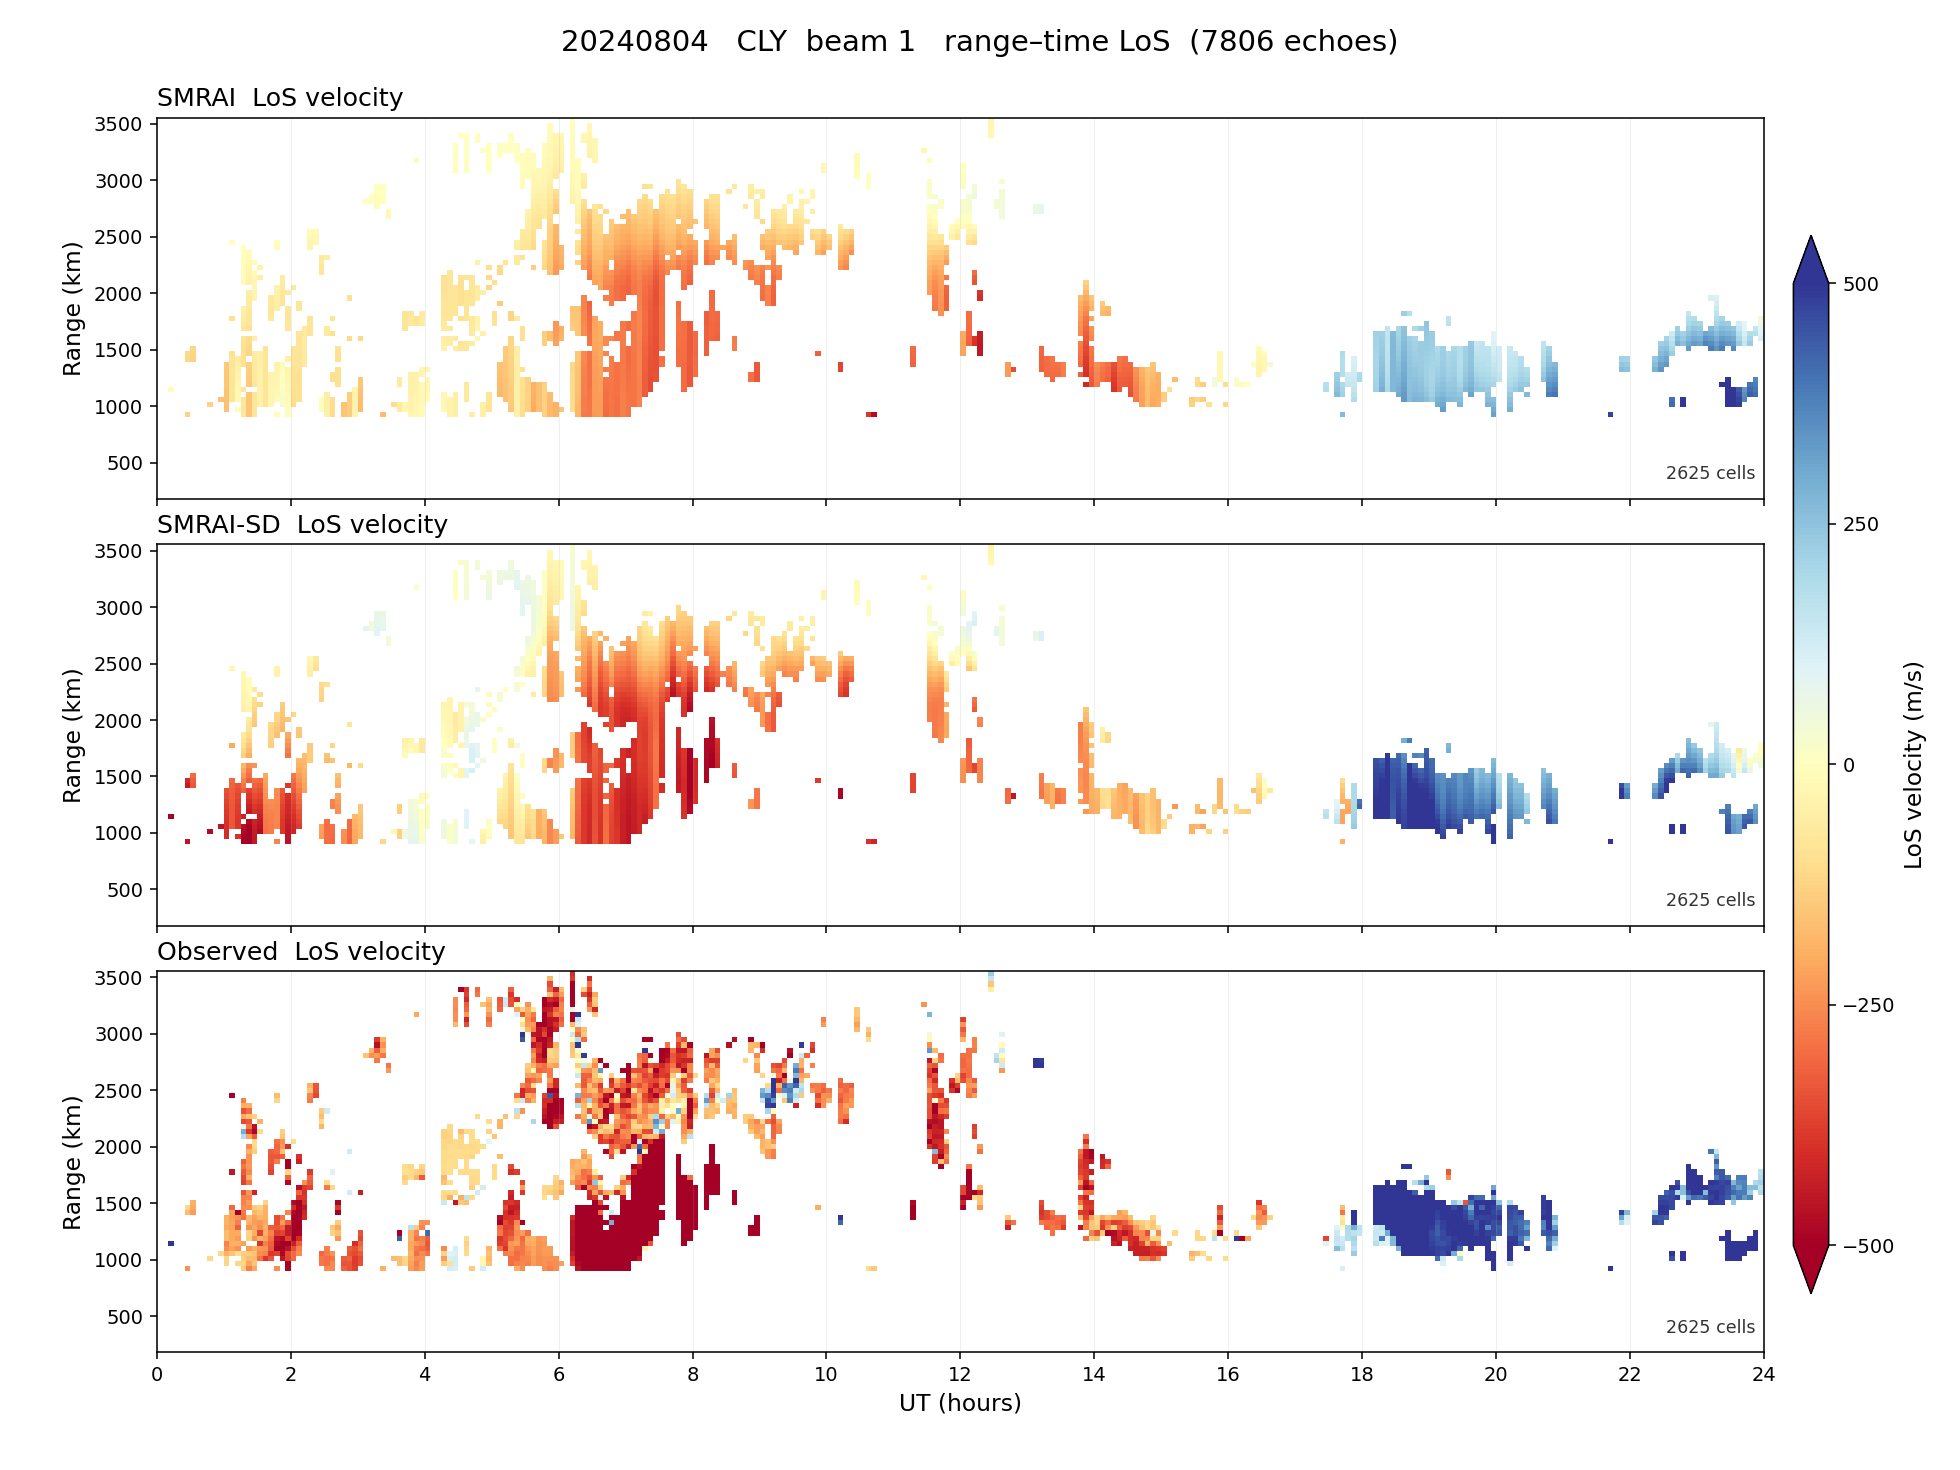 20240804 CLY beam 1 range–time LoS (7806 echoes)
SMRAI LoS velocity
3500
3000
2500
2000
1500
1000
500
Range (km)
2625 cells
SMRAI-SD LoS velocity
3500
3000
2500
2000
1500
1000
500
Range (km)
2625 cells
Observed LoS velocity
3500
3000
2500
2000
1500
1000
500
Range (km)
2625 cells
0 2 4 6 8 10 12 14 16 18 20 22 24
UT (hours)
500
250
0
−250
−500
LoS velocity (m/s)